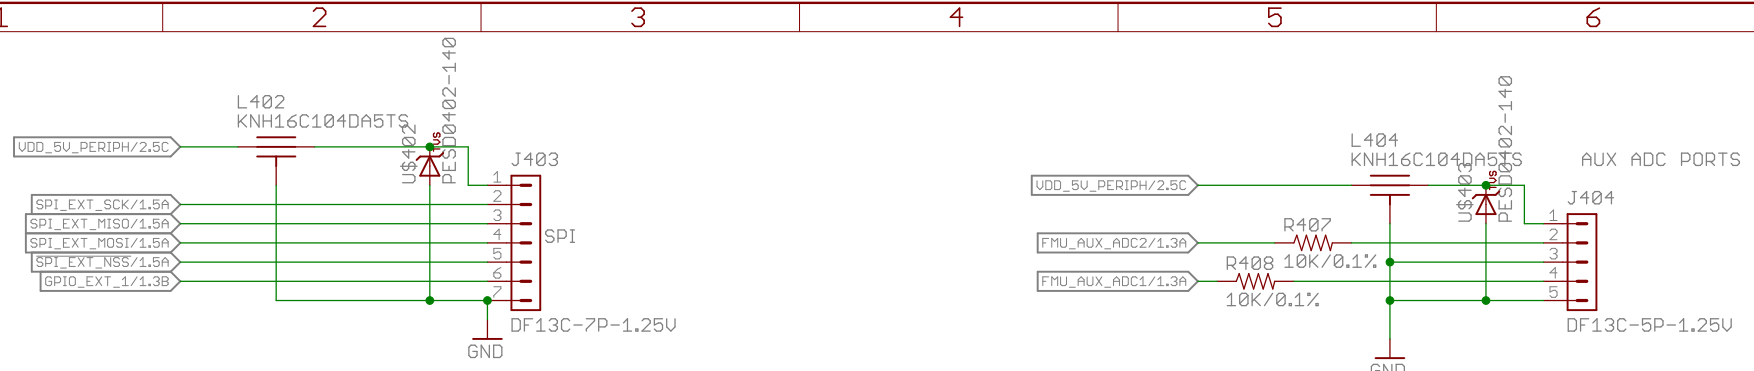 1
2
3
4
5
6
L402
KNH16C104DA5TS
VDD_5V_PERIPH/2.5C
U$402
TVS
PESD0402-140
J403
SPI_EXT_SCK/1.5A
SPI_EXT_MISO/1.5A
SPI_EXT_MOSI/1.5A
SPI_EXT_NSS/1.5A
GPIO_EXT_1/1.3B
1
2
3
4
5
6
7
SPI
DF13C-7P-1.25V
GND
L404
KNH16C104DA5TS
AUX ADC PORTS
VDD_5V_PERIPH/2.5C
U$403
TVS
PESD0402-140
J404
R407
10K/0.1%
FMU_AUX_ADC2/1.3A
R408
10K/0.1%
FMU_AUX_ADC1/1.3A
1
2
3
4
5
DF13C-5P-1.25V
GND